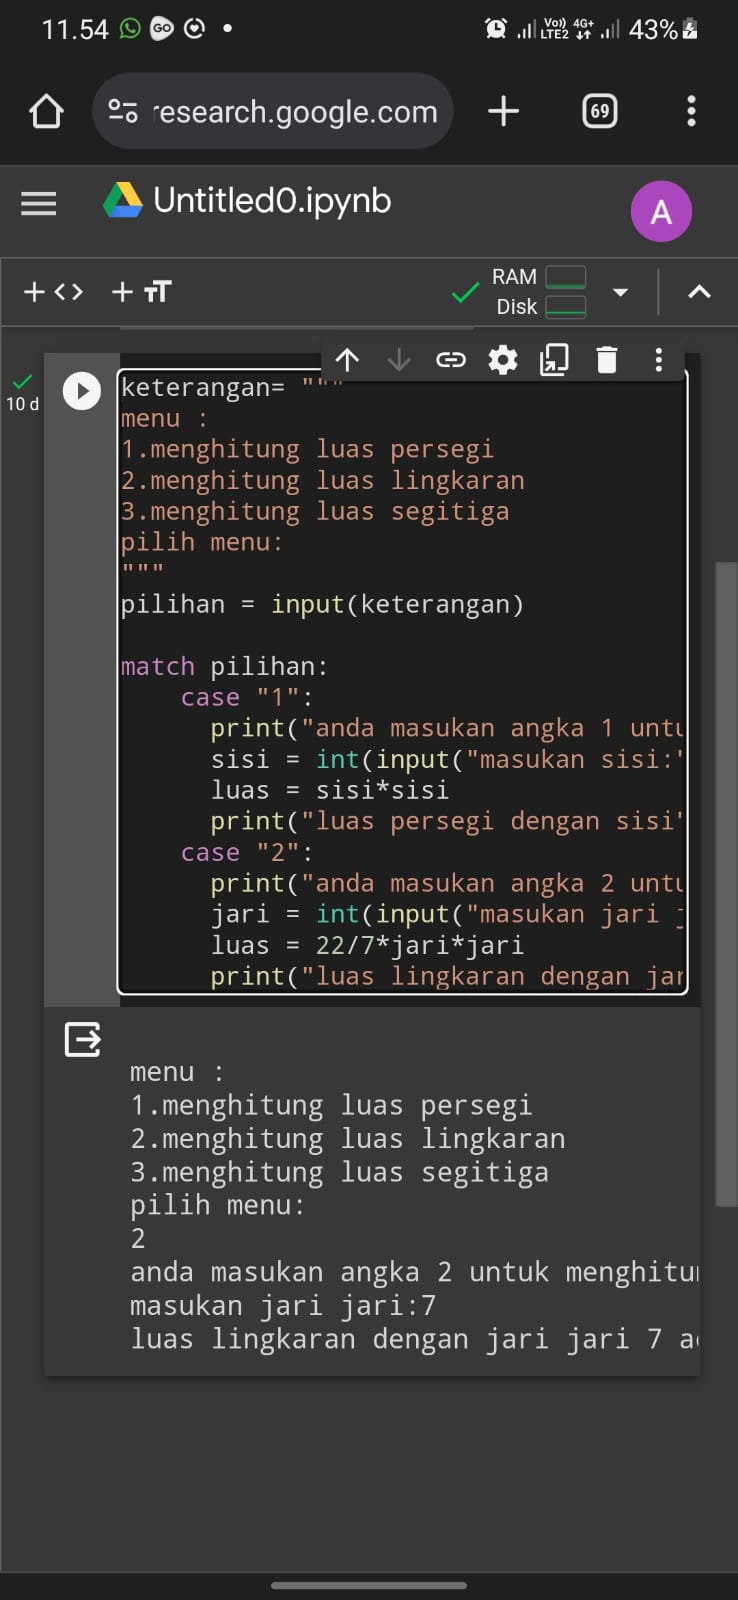 11.54 GO Vo)) LTE2 4G+ 43%
research.google.com + 69
Untitled0.ipynb A
+ <> + TT RAM
Disk
10 d
keterangan= """
menu :
1.menghitung luas persegi
2.menghitung luas lingkaran
3.menghitung luas segitiga
pilih menu:
"""
pilihan = input(keterangan)
match pilihan:
case "1":
print("anda masukan angka 1 untu
sisi = int(input("masukan sisi:"
luas = sisi*sisi
print("luas persegi dengan sisi"
case "2":
print("anda masukan angka 2 untu
jari = int(input("masukan jari j
luas = 22/7*jari*jari
print("luas lingkaran dengan jar
menu :
1.menghitung luas persegi
2.menghitung luas lingkaran
3.menghitung luas segitiga
pilih menu:
2
anda masukan angka 2 untuk menghitu
masukan jari jari:7
luas lingkaran dengan jari jari 7 a